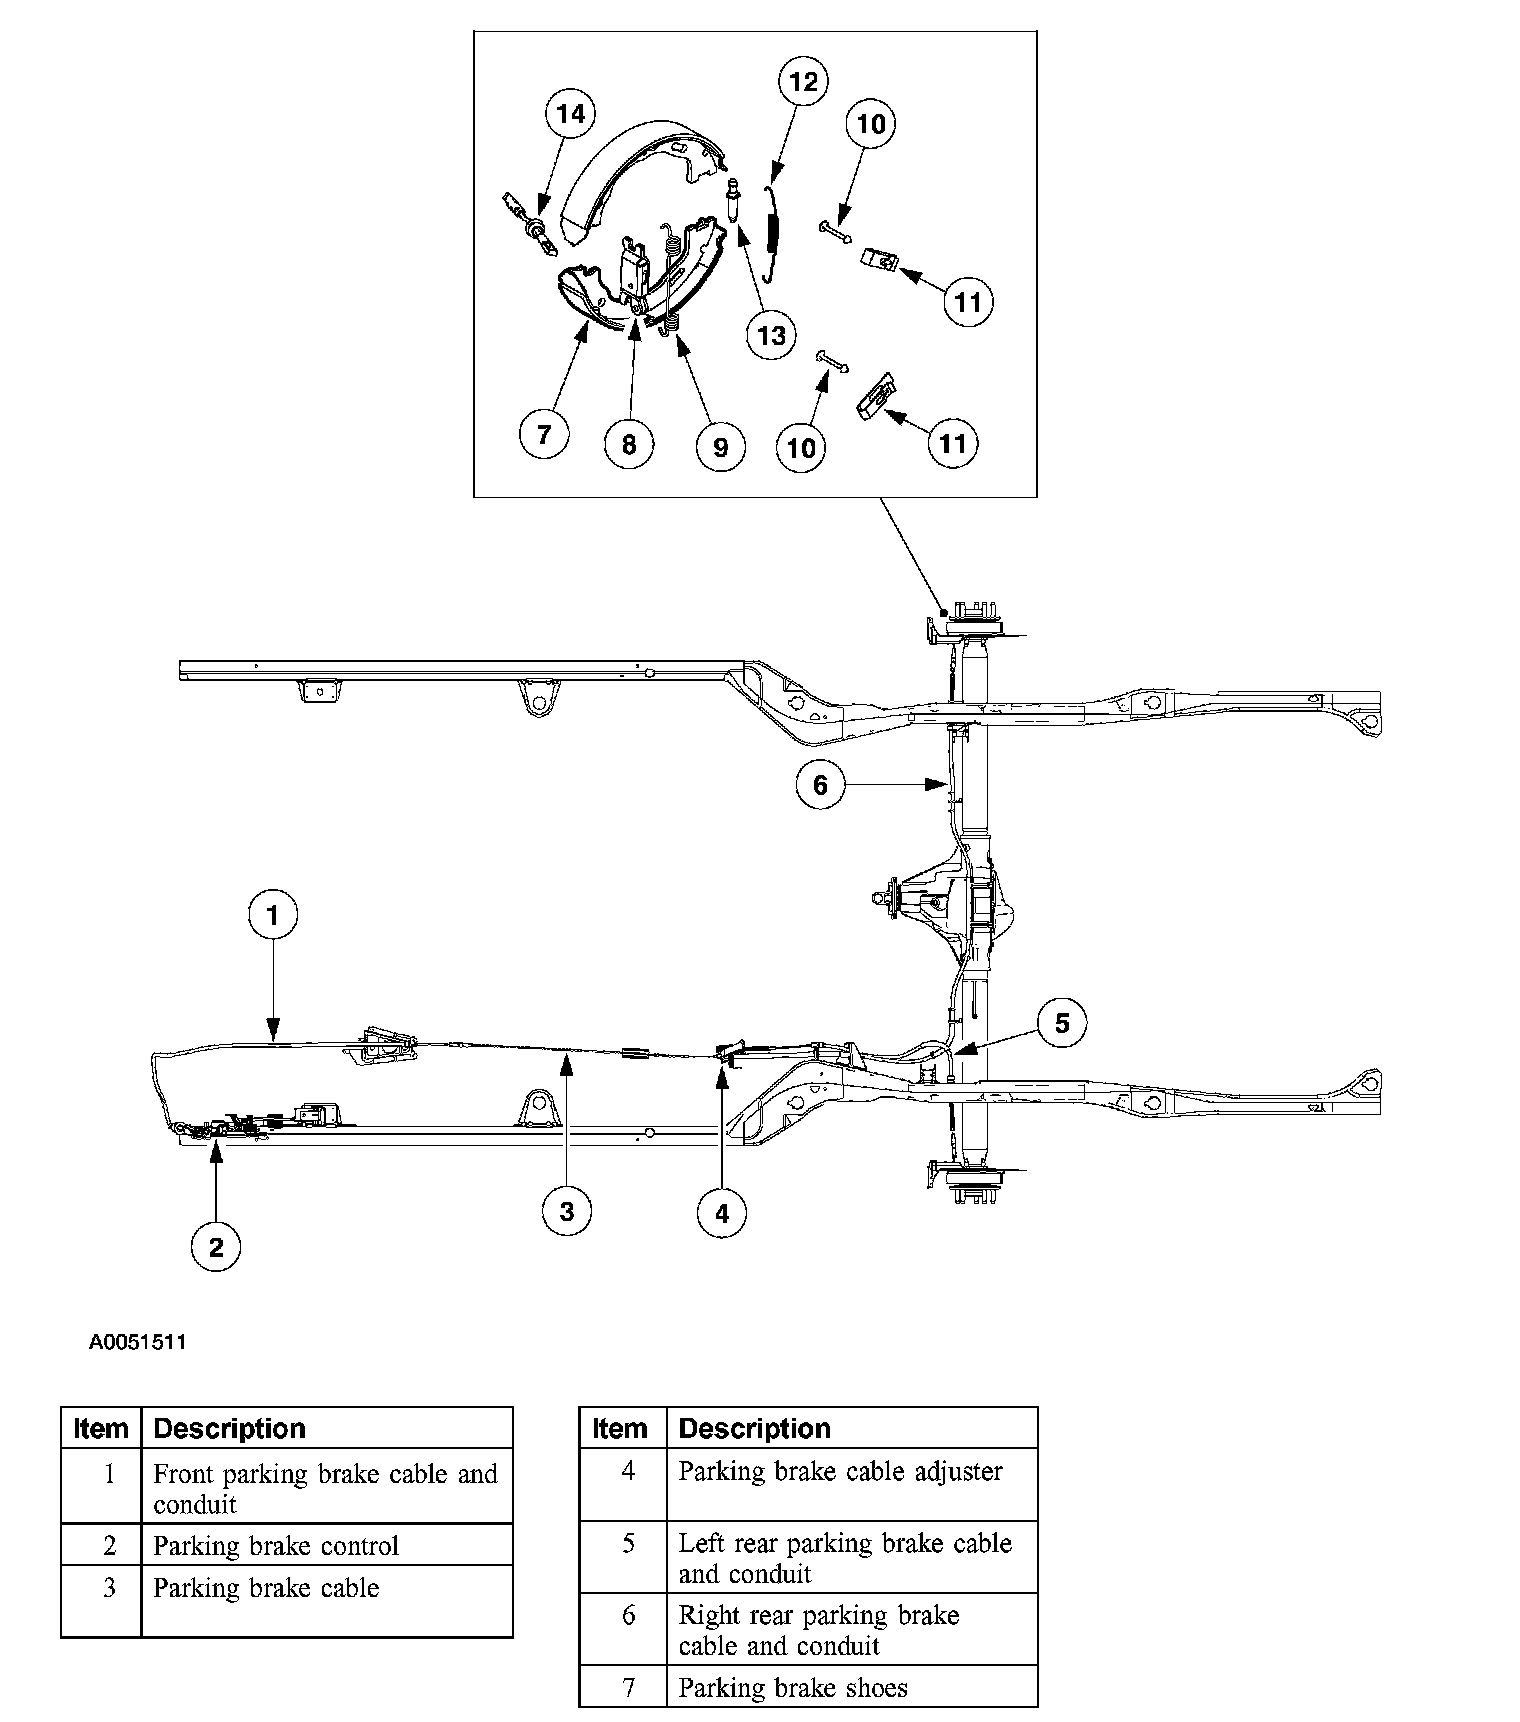 12
14
10
11
13
7
8
9
10
11
6
1
5
3
4
2
A0051511
Item Description
1 Front parking brake cable and
conduit
2 Parking brake control
3 Parking brake cable
Item Description
4 Parking brake cable adjuster
5 Left rear parking brake cable
and conduit
6 Right rear parking brake
cable and conduit
7 Parking brake shoes